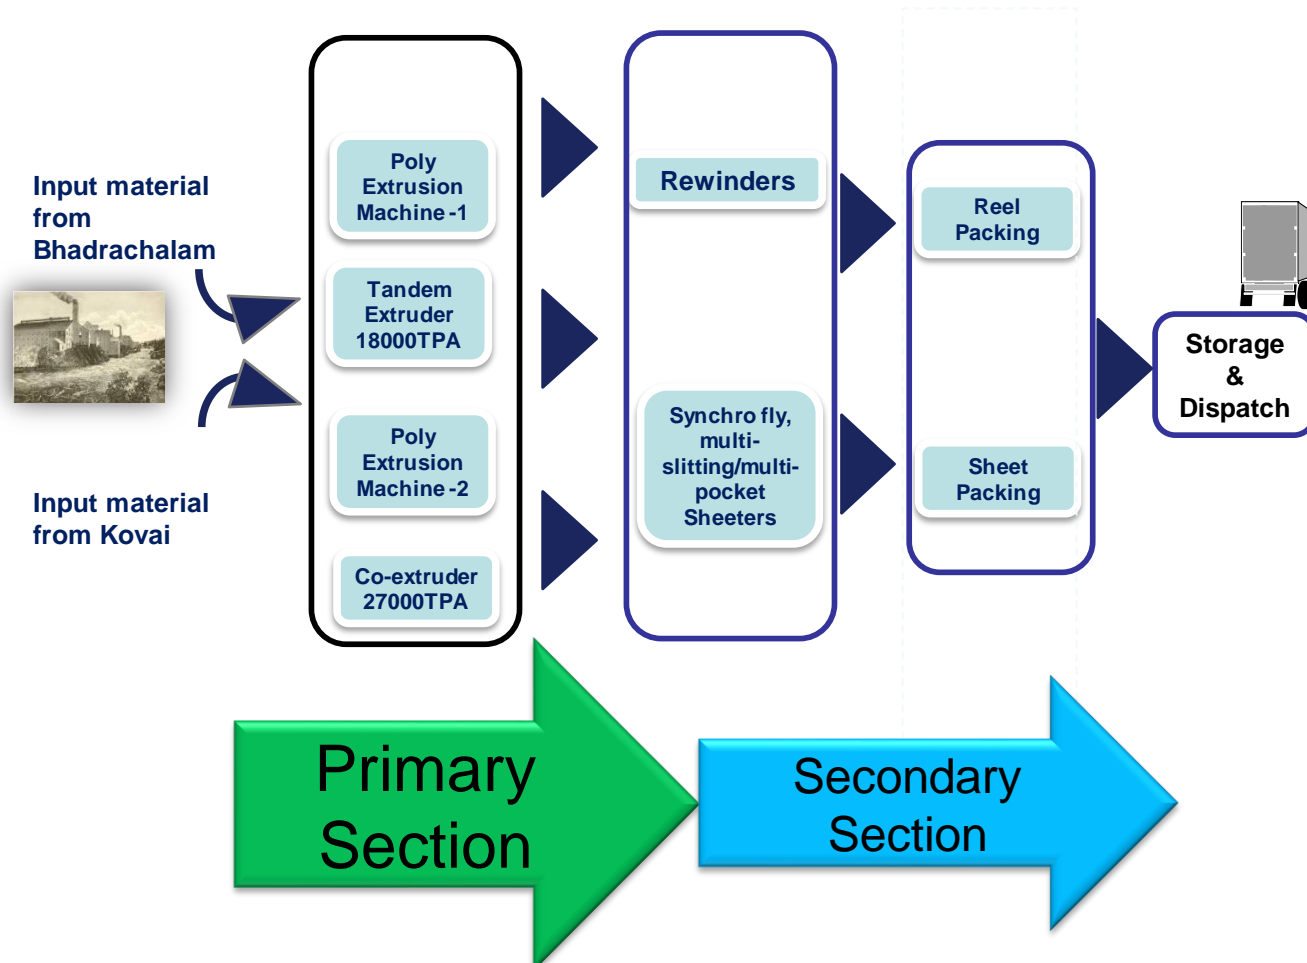 Input material
from
Bhadrachalam
Input material
from Kovai
Poly
Extrusion
Machine -1
Tandem
Extruder
18000TPA
Poly
Extrusion
Machine -2
Co-extruder
27000TPA
Rewinders
Synchro fly,
multi-
slitting/multi-
pocket
Sheeters
Reel
Packing
Sheet
Packing
Storage
&
Dispatch
Primary
Section
Secondary
Section